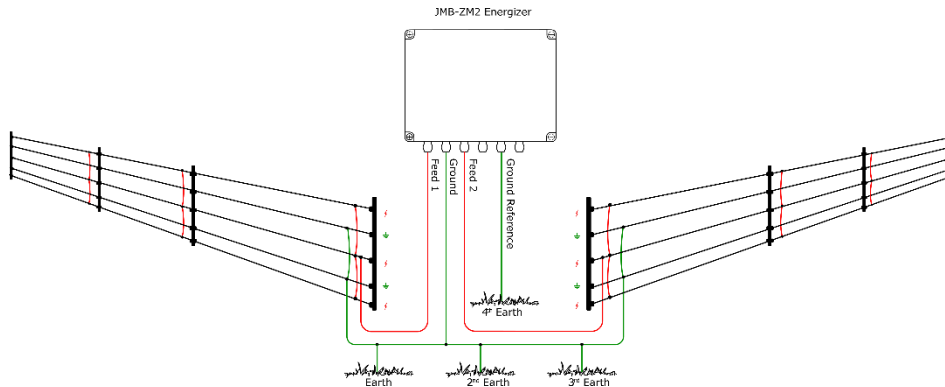 JMB-ZM2 Energizer
Feed 1
Ground
Feed 2
Ground Reference
4th Earth
Earth
2nd Earth
3rd Earth